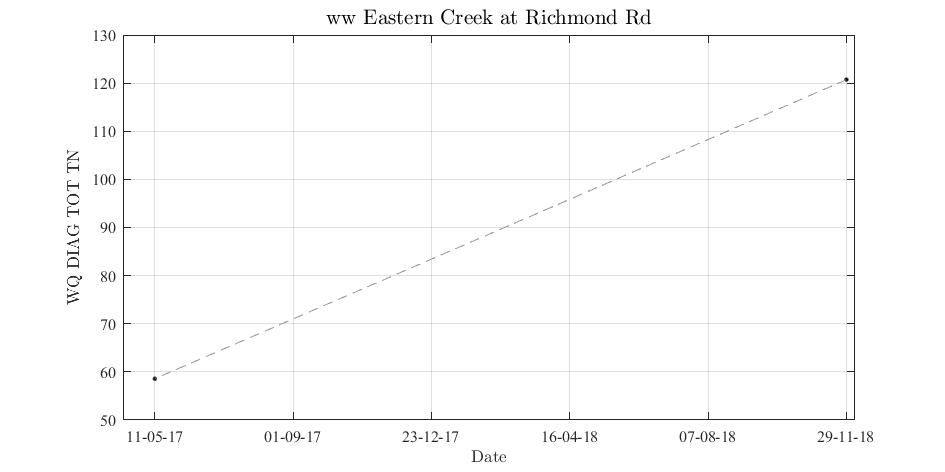 ww Eastern Creek at Richmond Rd
130
120
110
100
90
80
70
60
50
WQ DIAG TOT TN
11-05-17 01-09-17 23-12-17 16-04-18 07-08-18 29-11-18
Date